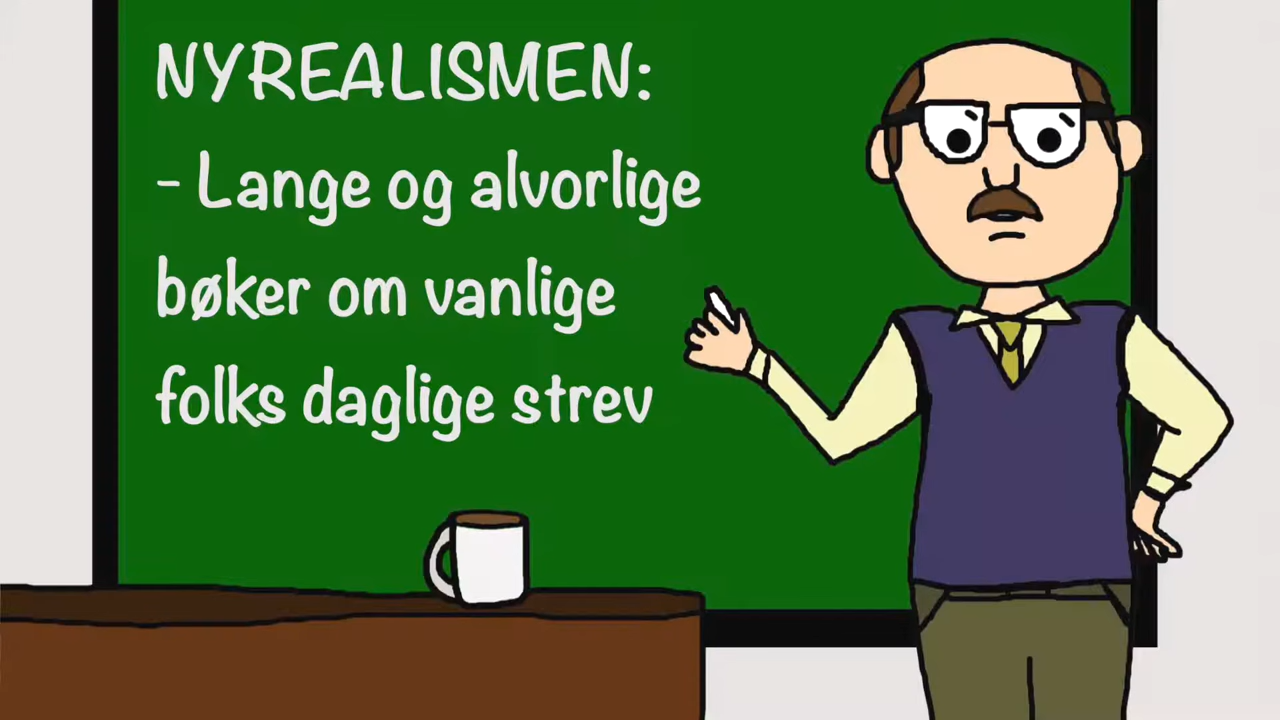 NYREALISMEN:
- Lange og alvorlige
bøker om vanlige
folks daglige strev